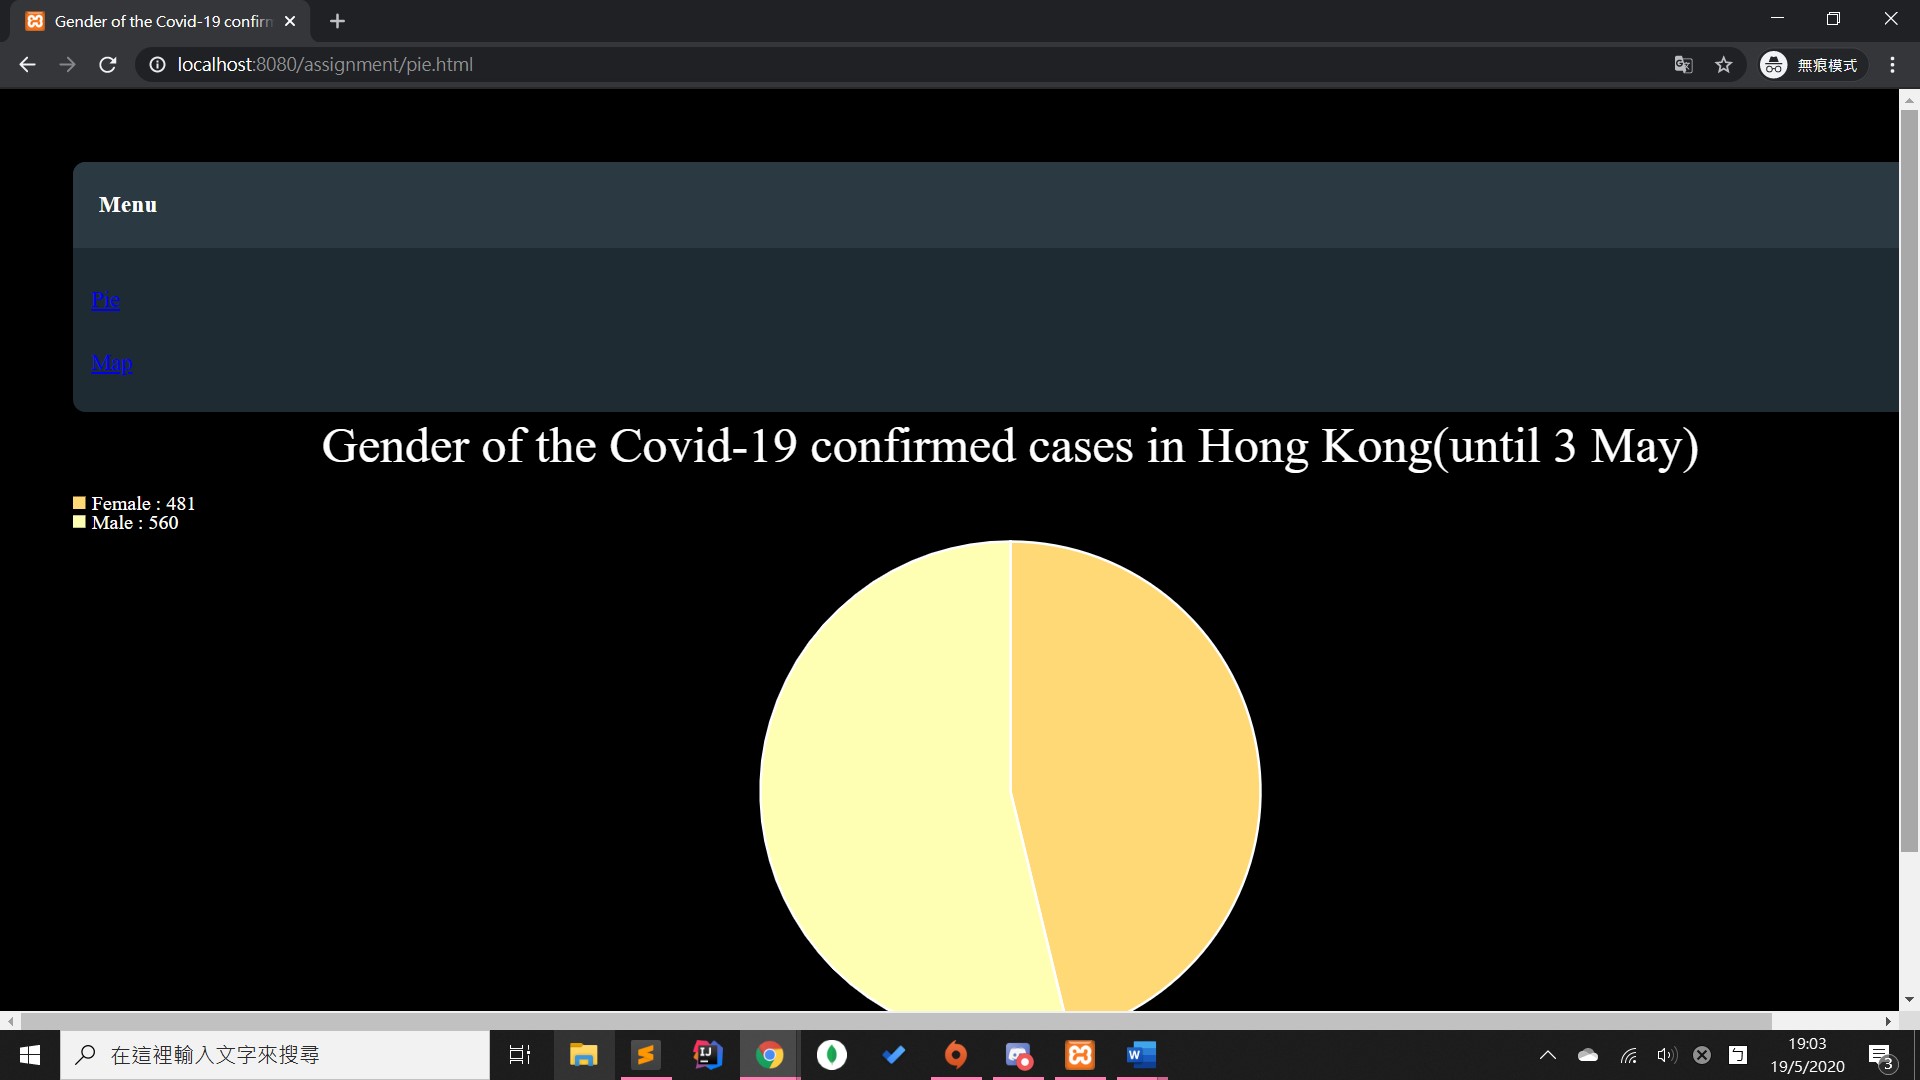 Gender of the Covid-19 confirm
localhost:8080/assignment/pie.html
無痕模式
Menu
Pie
Map
Gender of the Covid-19 confirmed cases in Hong Kong(until 3 May)
Female : 481
Male : 560
在這裡輸入文字來搜尋
19:03
19/5/2020
3